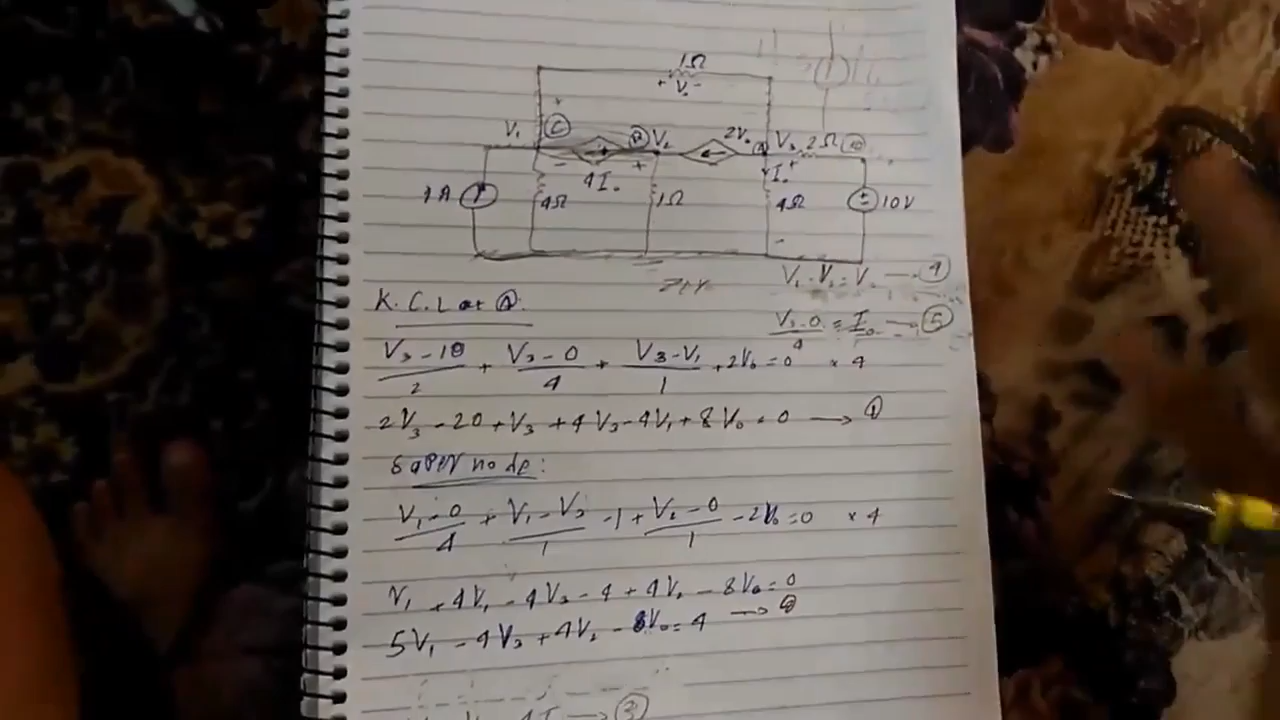 1Ω
+ V₀ -
V₁ C + B V₂ 2V₀ A V₃ 2Ω D
- + + I₀
4I₀
1A 4Ω 1Ω 4Ω 10V
-
V₁ - V₃ = V₀ → 4
K.C.L at A:
(V₃ - 0)/4 = I₀ → 5
(V₃ - 10)/2 + (V₃ - 0)/4 + (V₃ - V₁)/1 + 2V₀ = 0 × 4
2V₃ - 20 + V₃ + 4V₃ - 4V₁ + 8V₀ = 0 → 1
Super node:
(V₁ - 0)/4 + (V₁ - V₃)/1 - 1 + (V₂ - 0)/1 - 2V₀ = 0 × 4
V₁ + 4V₁ - 4V₃ - 4 + 4V₂ - 8V₀ = 0
5V₁ - 4V₃ + 4V₂ - 8V₀ = 4 → 2
4I → 3